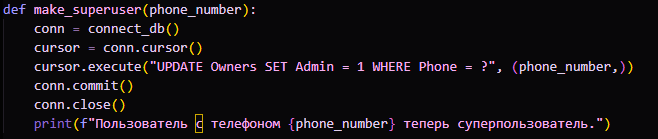 def make_superuser(phone_number):
    conn = connect_db()
    cursor = conn.cursor()
    cursor.execute("UPDATE Owners SET Admin = 1 WHERE Phone = ?", (phone_number,))
    conn.commit()
    conn.close()
    print(f"Пользователь с телефоном {phone_number} теперь суперпользователь.")